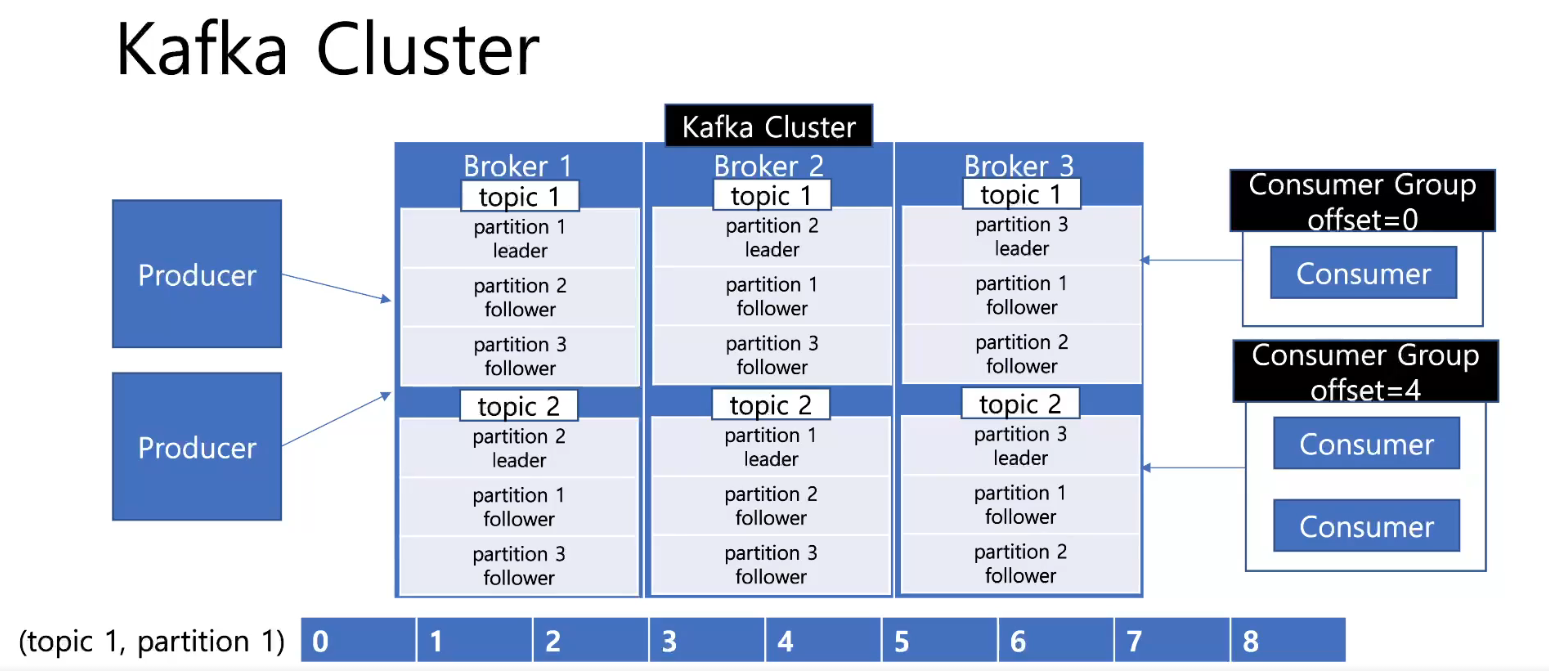 Kafka Cluster
Kafka Cluster
Producer
Producer
Broker 1
topic 1
partition 1
leader
partition 2
follower
partition 3
follower
topic 2
partition 2
leader
partition 1
follower
partition 3
follower
Broker 2
topic 1
partition 2
leader
partition 1
follower
partition 3
follower
topic 2
partition 1
leader
partition 2
follower
partition 3
follower
Broker 3
topic 1
partition 3
leader
partition 1
follower
partition 2
follower
topic 2
partition 3
leader
partition 1
follower
partition 2
follower
Consumer Group
offset=0
Consumer
Consumer Group
offset=4
Consumer
Consumer
(topic 1, partition 1) 0 1 2 3 4 5 6 7 8